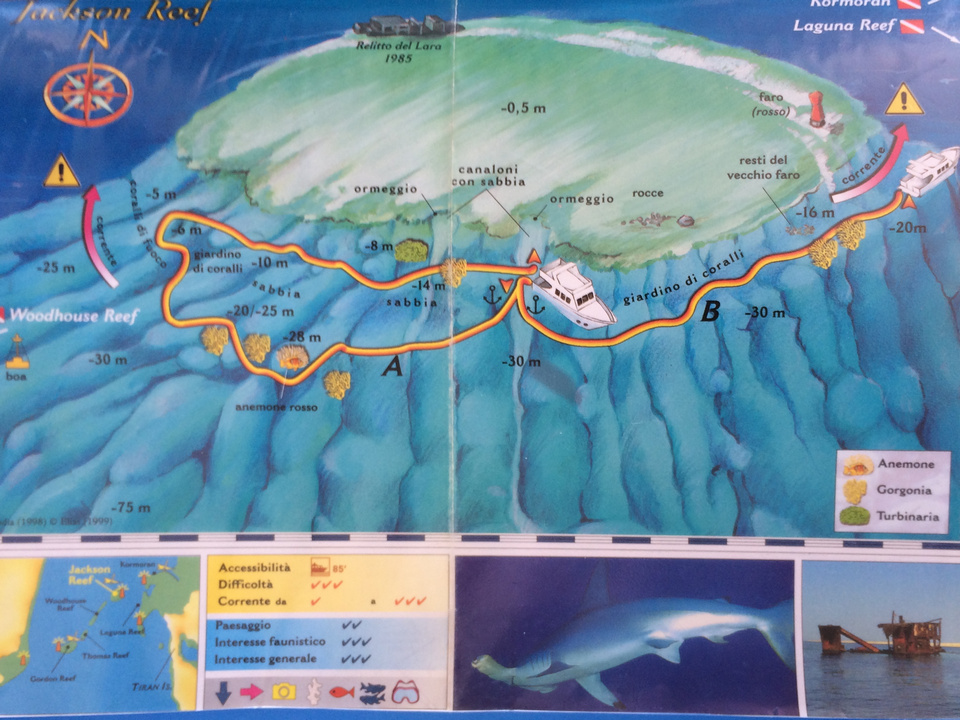 Jackson Reef
N
Relitto del Lara
1985
Kormoran
Laguna Reef
-0,5 m
faro
(rosso)
corrente
canaloni
con sabbia
ormeggio
ormeggio
rocce
resti del
vecchio faro
-16 m
-20m
coralli di fuoco
-5 m
-6 m
-8 m
giardino
di coralli
-10 m
sabbia
-14 m
sabbia
corrente
-25 m
-20/-25 m
-28 m
giardino di coralli
B
-30 m
Woodhouse Reef
boa
-30 m
A
-30 m
anemone rosso
-75 m
(1998) ©
(1999)
Anemone
Gorgonia
Turbinaria
Jackson
Reef
Kormoran
Woodhouse
Reef
Laguna Reef
Thomas Reef
Gordon Reef
TIRAN IS.
Accessibilità 85°
Difficoltà
Corrente da a
Paesaggio
Interesse faunistico
Interesse generale